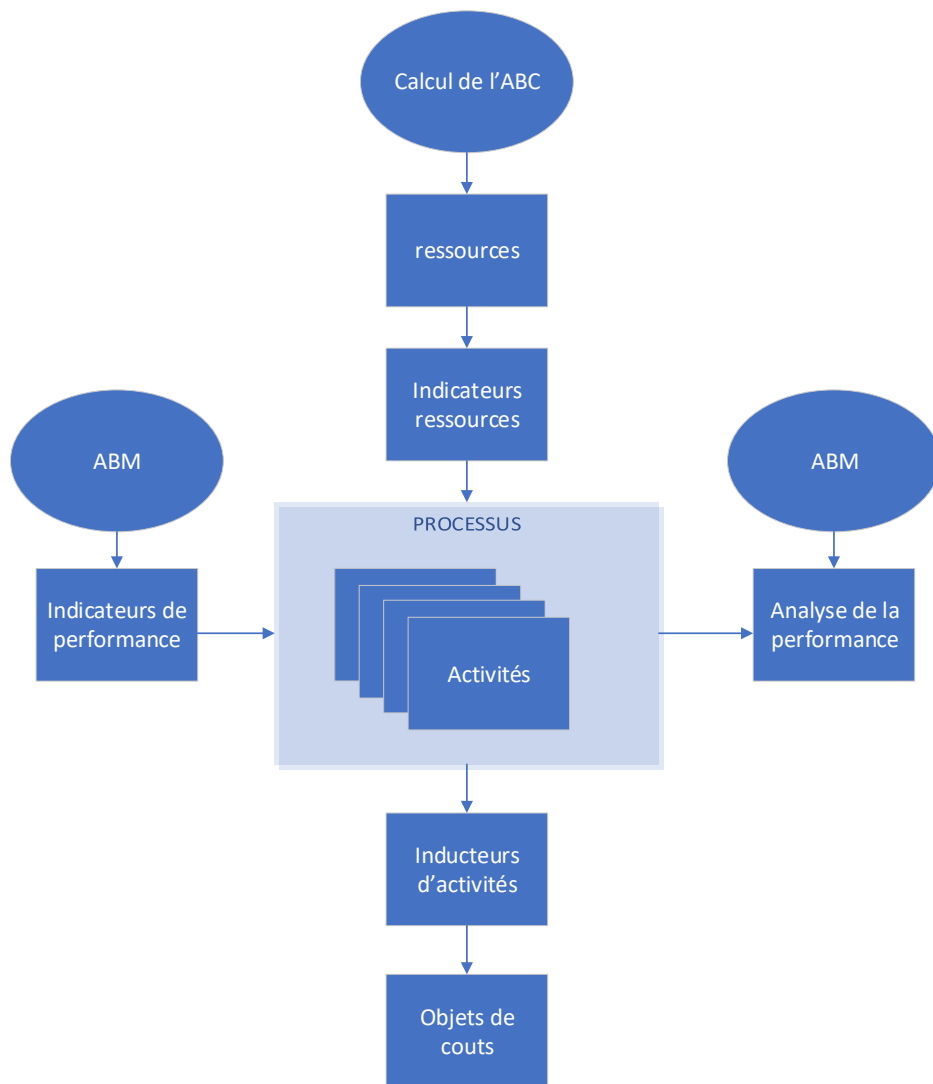 Calcul de l'ABC
ressources
Indicateurs
ressources
ABM
ABM
PROCESSUS
Indicateurs de
performance
Activités
Analyse de la
performance
Inducteurs
d'activités
Objets de
couts